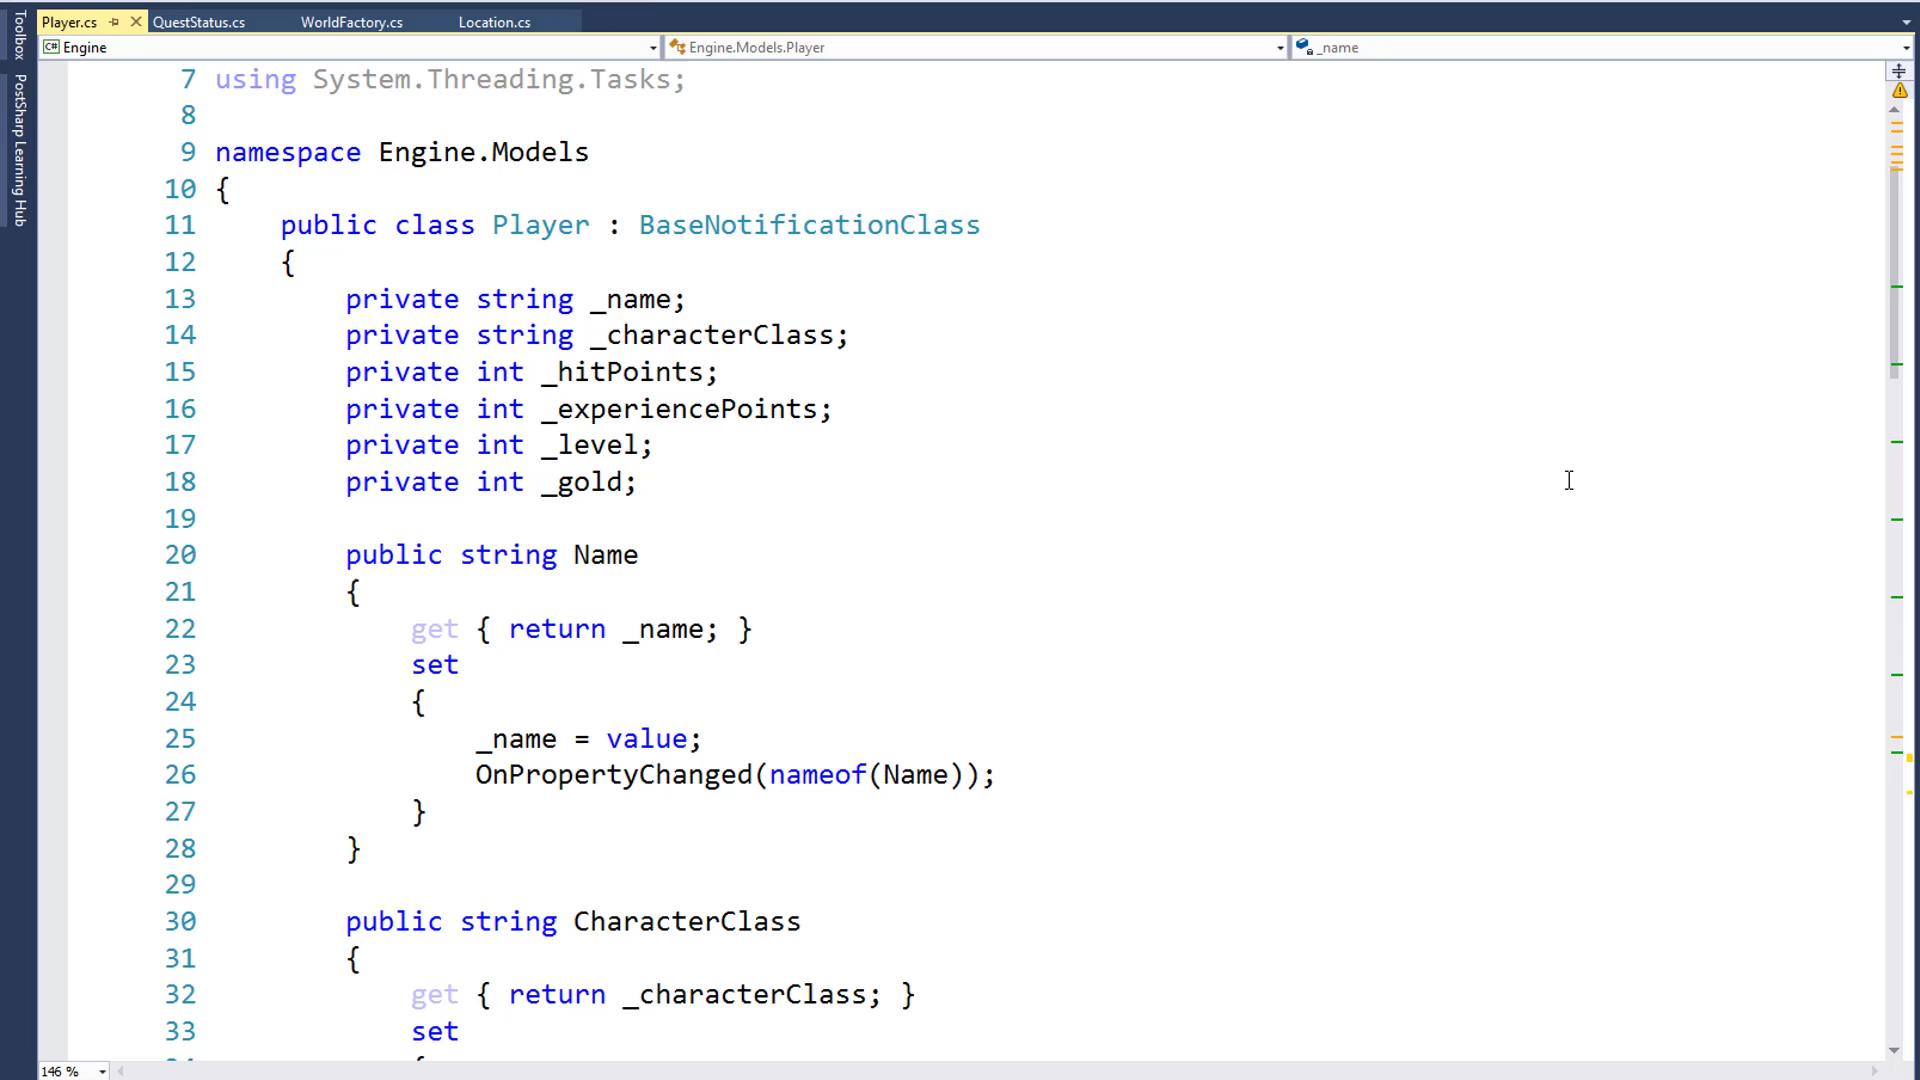 Player.cs QuestStatus.cs WorldFactory.cs Location.cs
Toolbox
PostSharp Learning Hub
C# Engine Engine.Models.Player _name
7 using System.Threading.Tasks;
8
9 namespace Engine.Models
10 {
11 public class Player : BaseNotificationClass
12 {
13 private string _name;
14 private string _characterClass;
15 private int _hitPoints;
16 private int _experiencePoints;
17 private int _level;
18 private int _gold;
19
20 public string Name
21 {
22 get { return _name; }
23 set
24 {
25 _name = value;
26 OnPropertyChanged(nameof(Name));
27 }
28 }
29
30 public string CharacterClass
31 {
32 get { return _characterClass; }
33 set
146 %